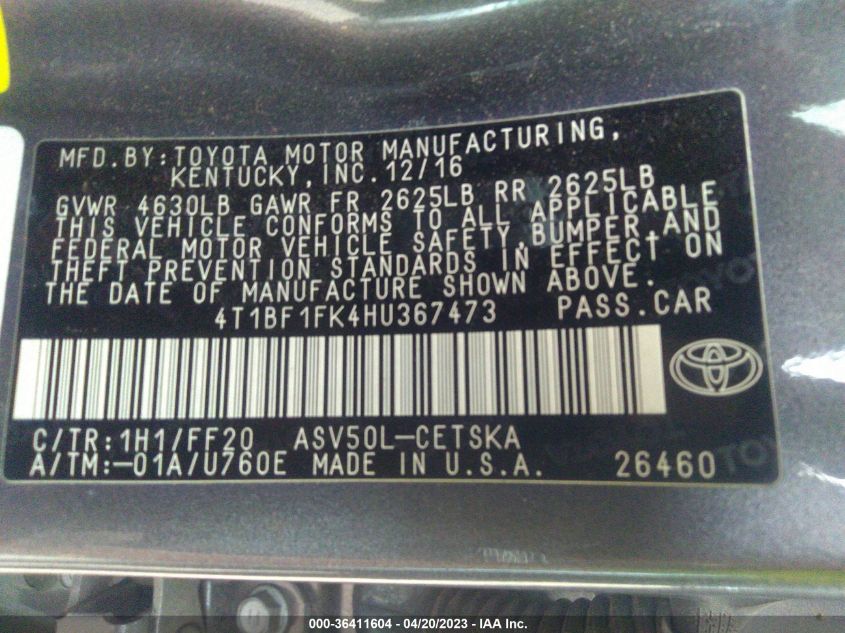 MFD.BY:TOYOTA MOTOR MANUFACTURING,
KENTUCKY,INC.12/16
GVWR 4630LB GAWR FR 2625LB RR 2625LB
THIS VEHICLE CONFORMS TO ALL APPLICABLE
FEDERAL MOTOR VEHICLE SAFETY,BUMPER,AND
THEFT PREVENTION STANDARDS IN EFFECT ON
THE DATE OF MANUFACTURE SHOWN ABOVE.
4T1BF1FK4HU367473 PASS.CAR
C/TR:1H1/FF20 ASV50L-CETSKA
A/TM:-01A/U760E MADE IN U.S.A. 26460
000-36411604 - 04/20/2023 - IAA Inc.